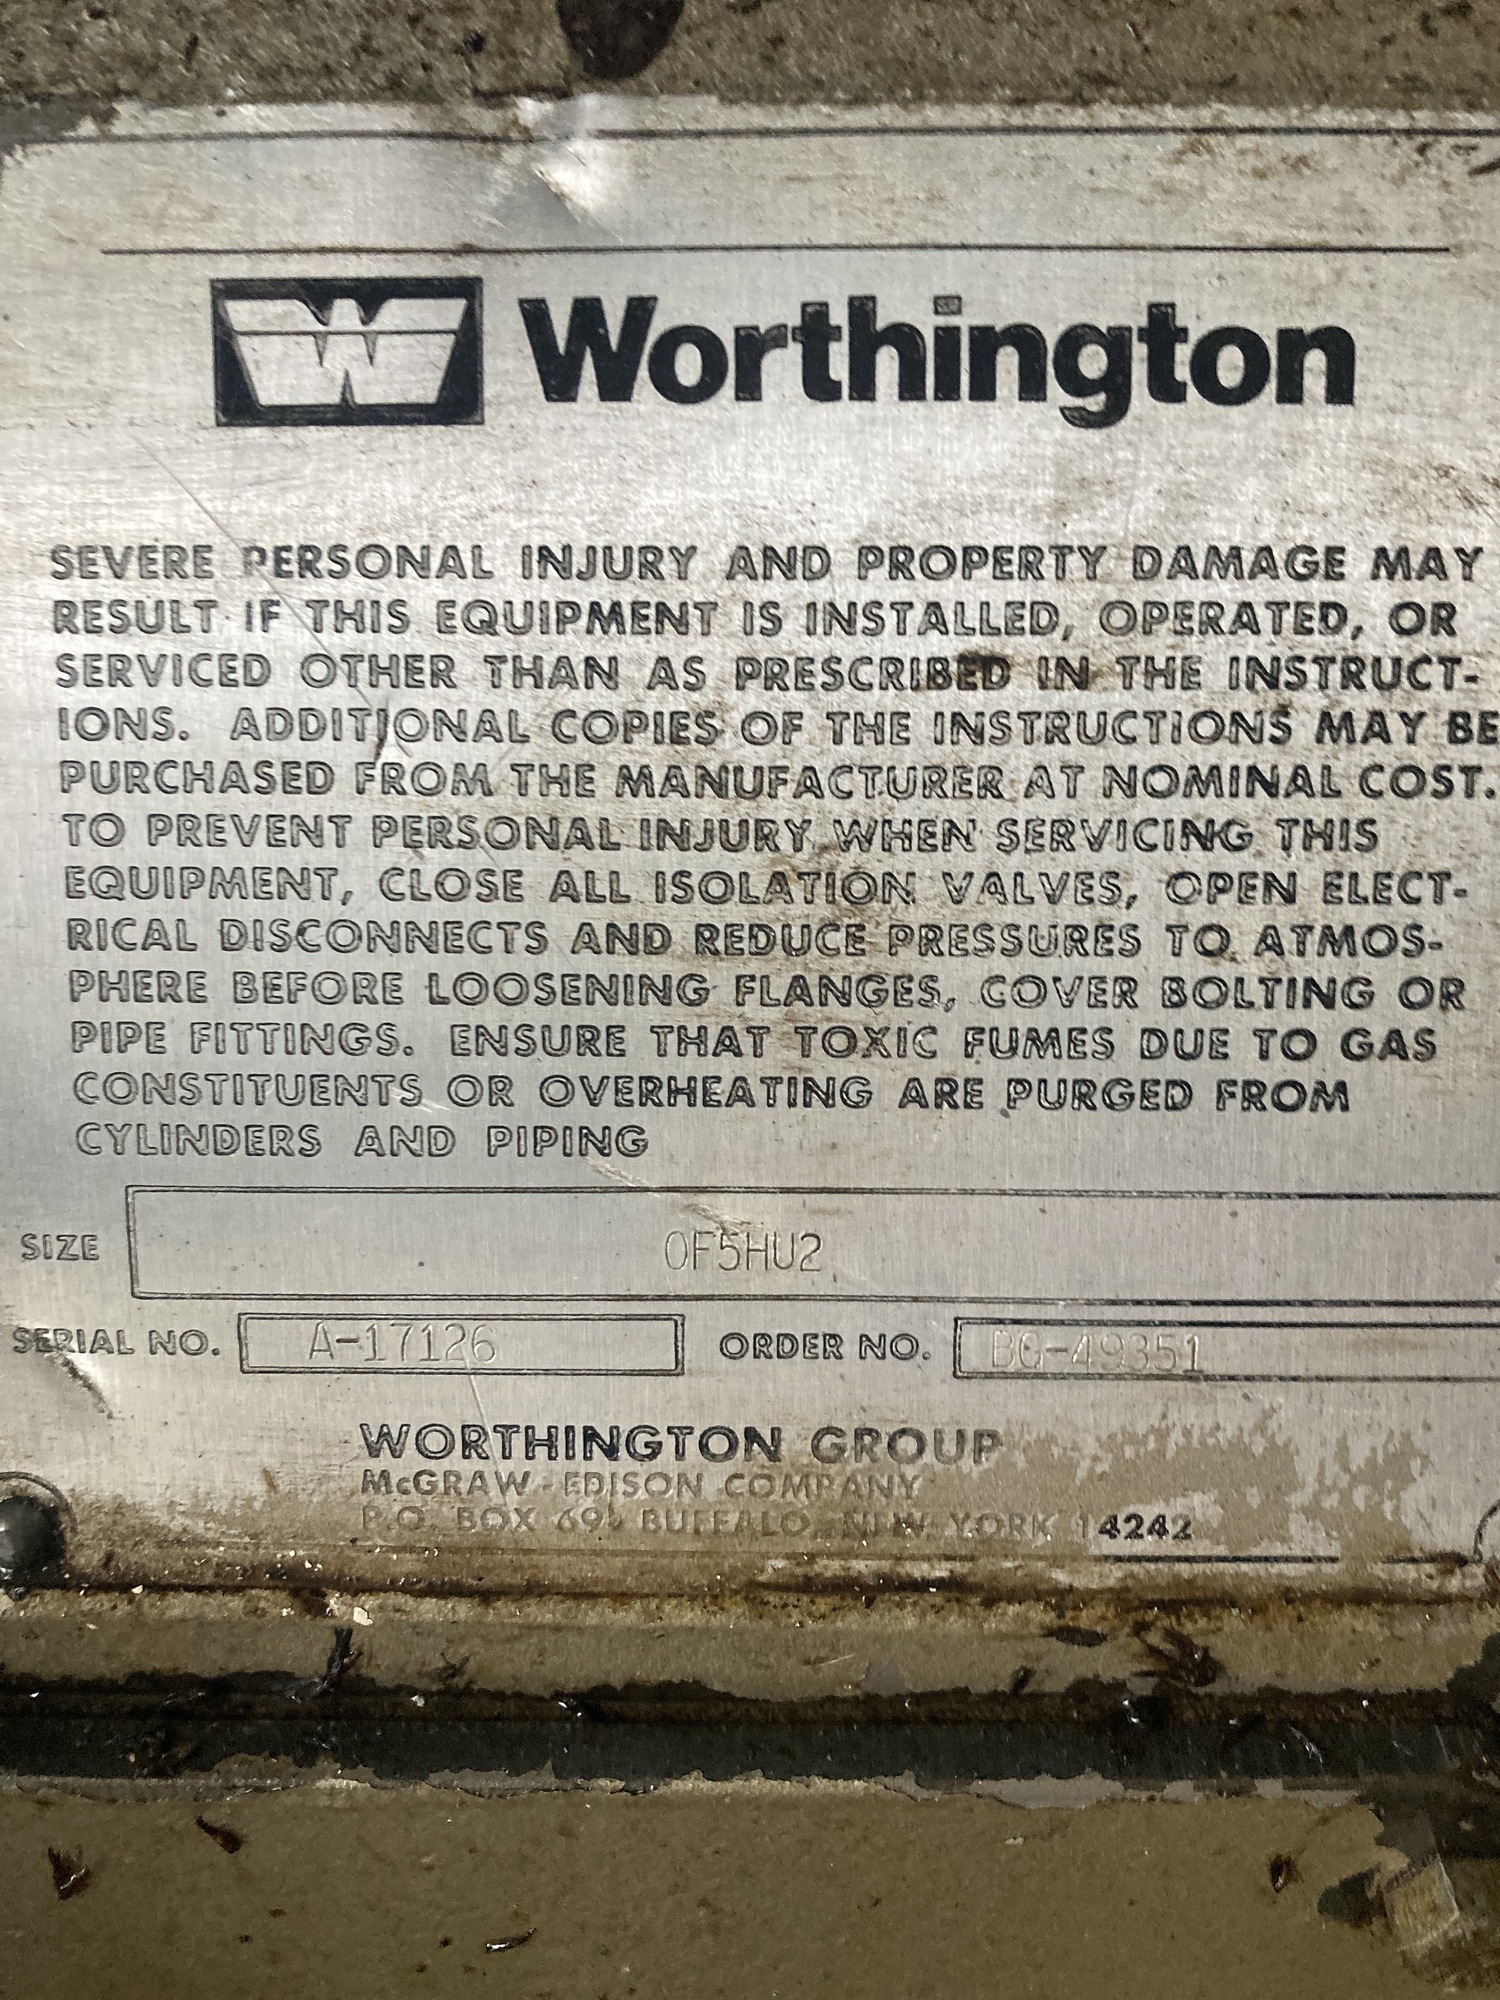 Worthington
SEVERE PERSONAL INJURY AND PROPERTY DAMAGE MAY
RESULT IF THIS EQUIPMENT IS INSTALLED, OPERATED, OR
SERVICED OTHER THAN AS PRESCRIBED IN THE INSTRUCT-
IONS. ADDITIONAL COPIES OF THE INSTRUCTIONS MAY BE
PURCHASED FROM THE MANUFACTURER AT NOMINAL COST.
TO PREVENT PERSONAL INJURY WHEN SERVICING THIS
EQUIPMENT, CLOSE ALL ISOLATION VALVES, OPEN ELECT-
RICAL DISCONNECTS AND REDUCE PRESSURES TO ATMOS-
PHERE BEFORE LOOSENING FLANGES, COVER BOLTING OR
PIPE FITTINGS. ENSURE THAT TOXIC FUMES DUE TO GAS
CONSTITUENTS OR OVERHEATING ARE PURGED FROM
CYLINDERS AND PIPING
SIZE OF5HU2
SERIAL NO. A-17126 ORDER NO. BG-49351
WORTHINGTON GROUP
McGRAW-EDISON COMPANY
P.O. BOX BUFFALO, NEW YORK 14242